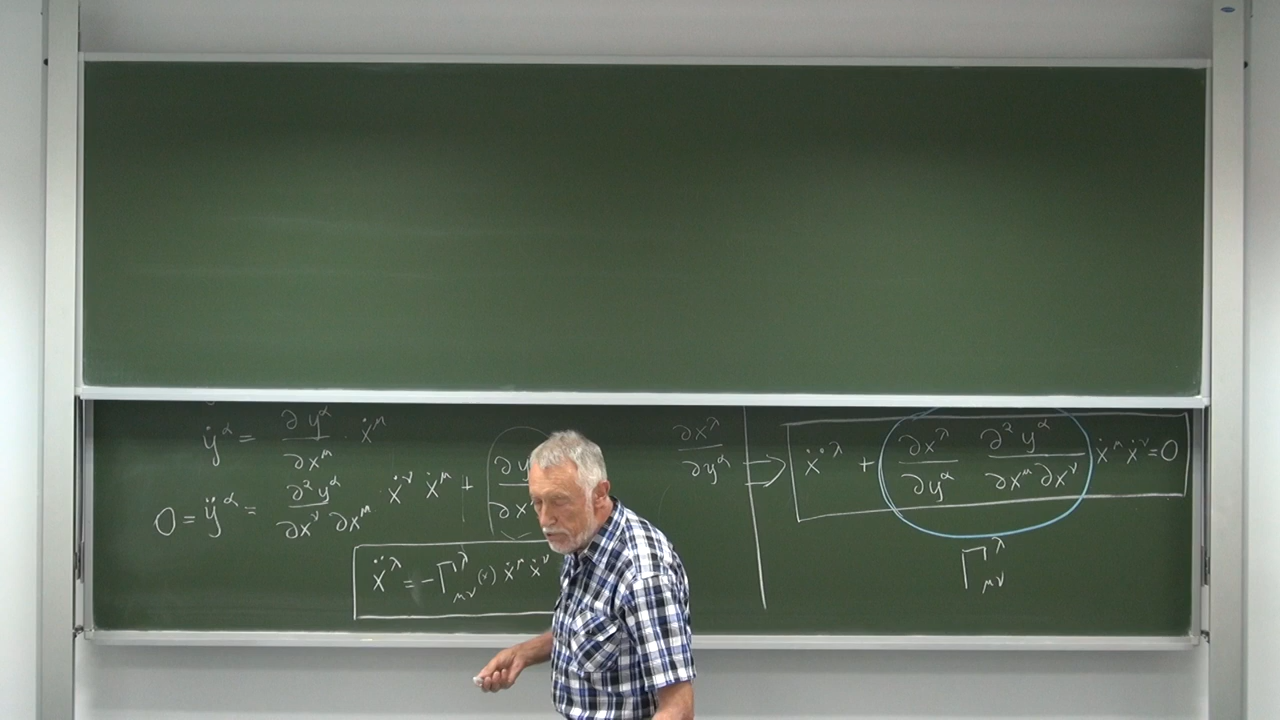 ẏ^α = ∂y^α/∂x^μ · ẋ^μ
0 = ÿ^α = ∂²y^α/∂x^ν ∂x^μ · ẋ^ν ẋ^μ +
∂x^λ/∂y^α
ẍ^λ = -Γ^λ_μν (x) ẋ^μ ẋ^ν
⇒ ẍ^λ + ∂x^λ/∂y^α ∂²y^α/∂x^μ ∂x^ν ẋ^μ ẋ^ν = 0
Γ^λ_μν